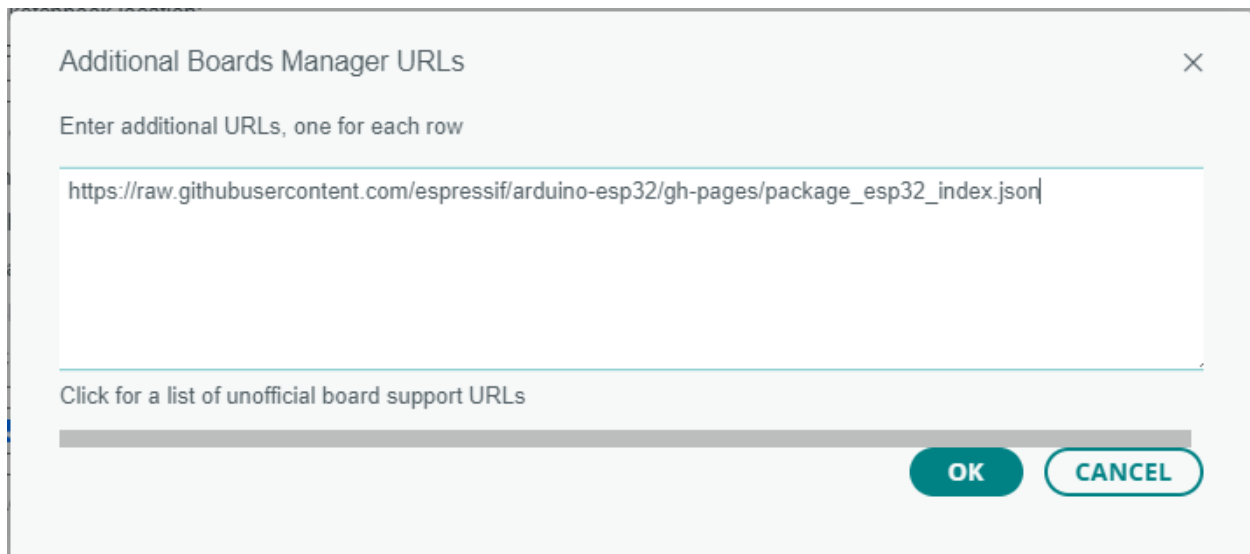 Additional Boards Manager URLs
Enter additional URLs, one for each row
https://raw.githubusercontent.com/espressif/arduino-esp32/gh-pages/package_esp32_index.json
Click for a list of unofficial board support URLs
OK CANCEL